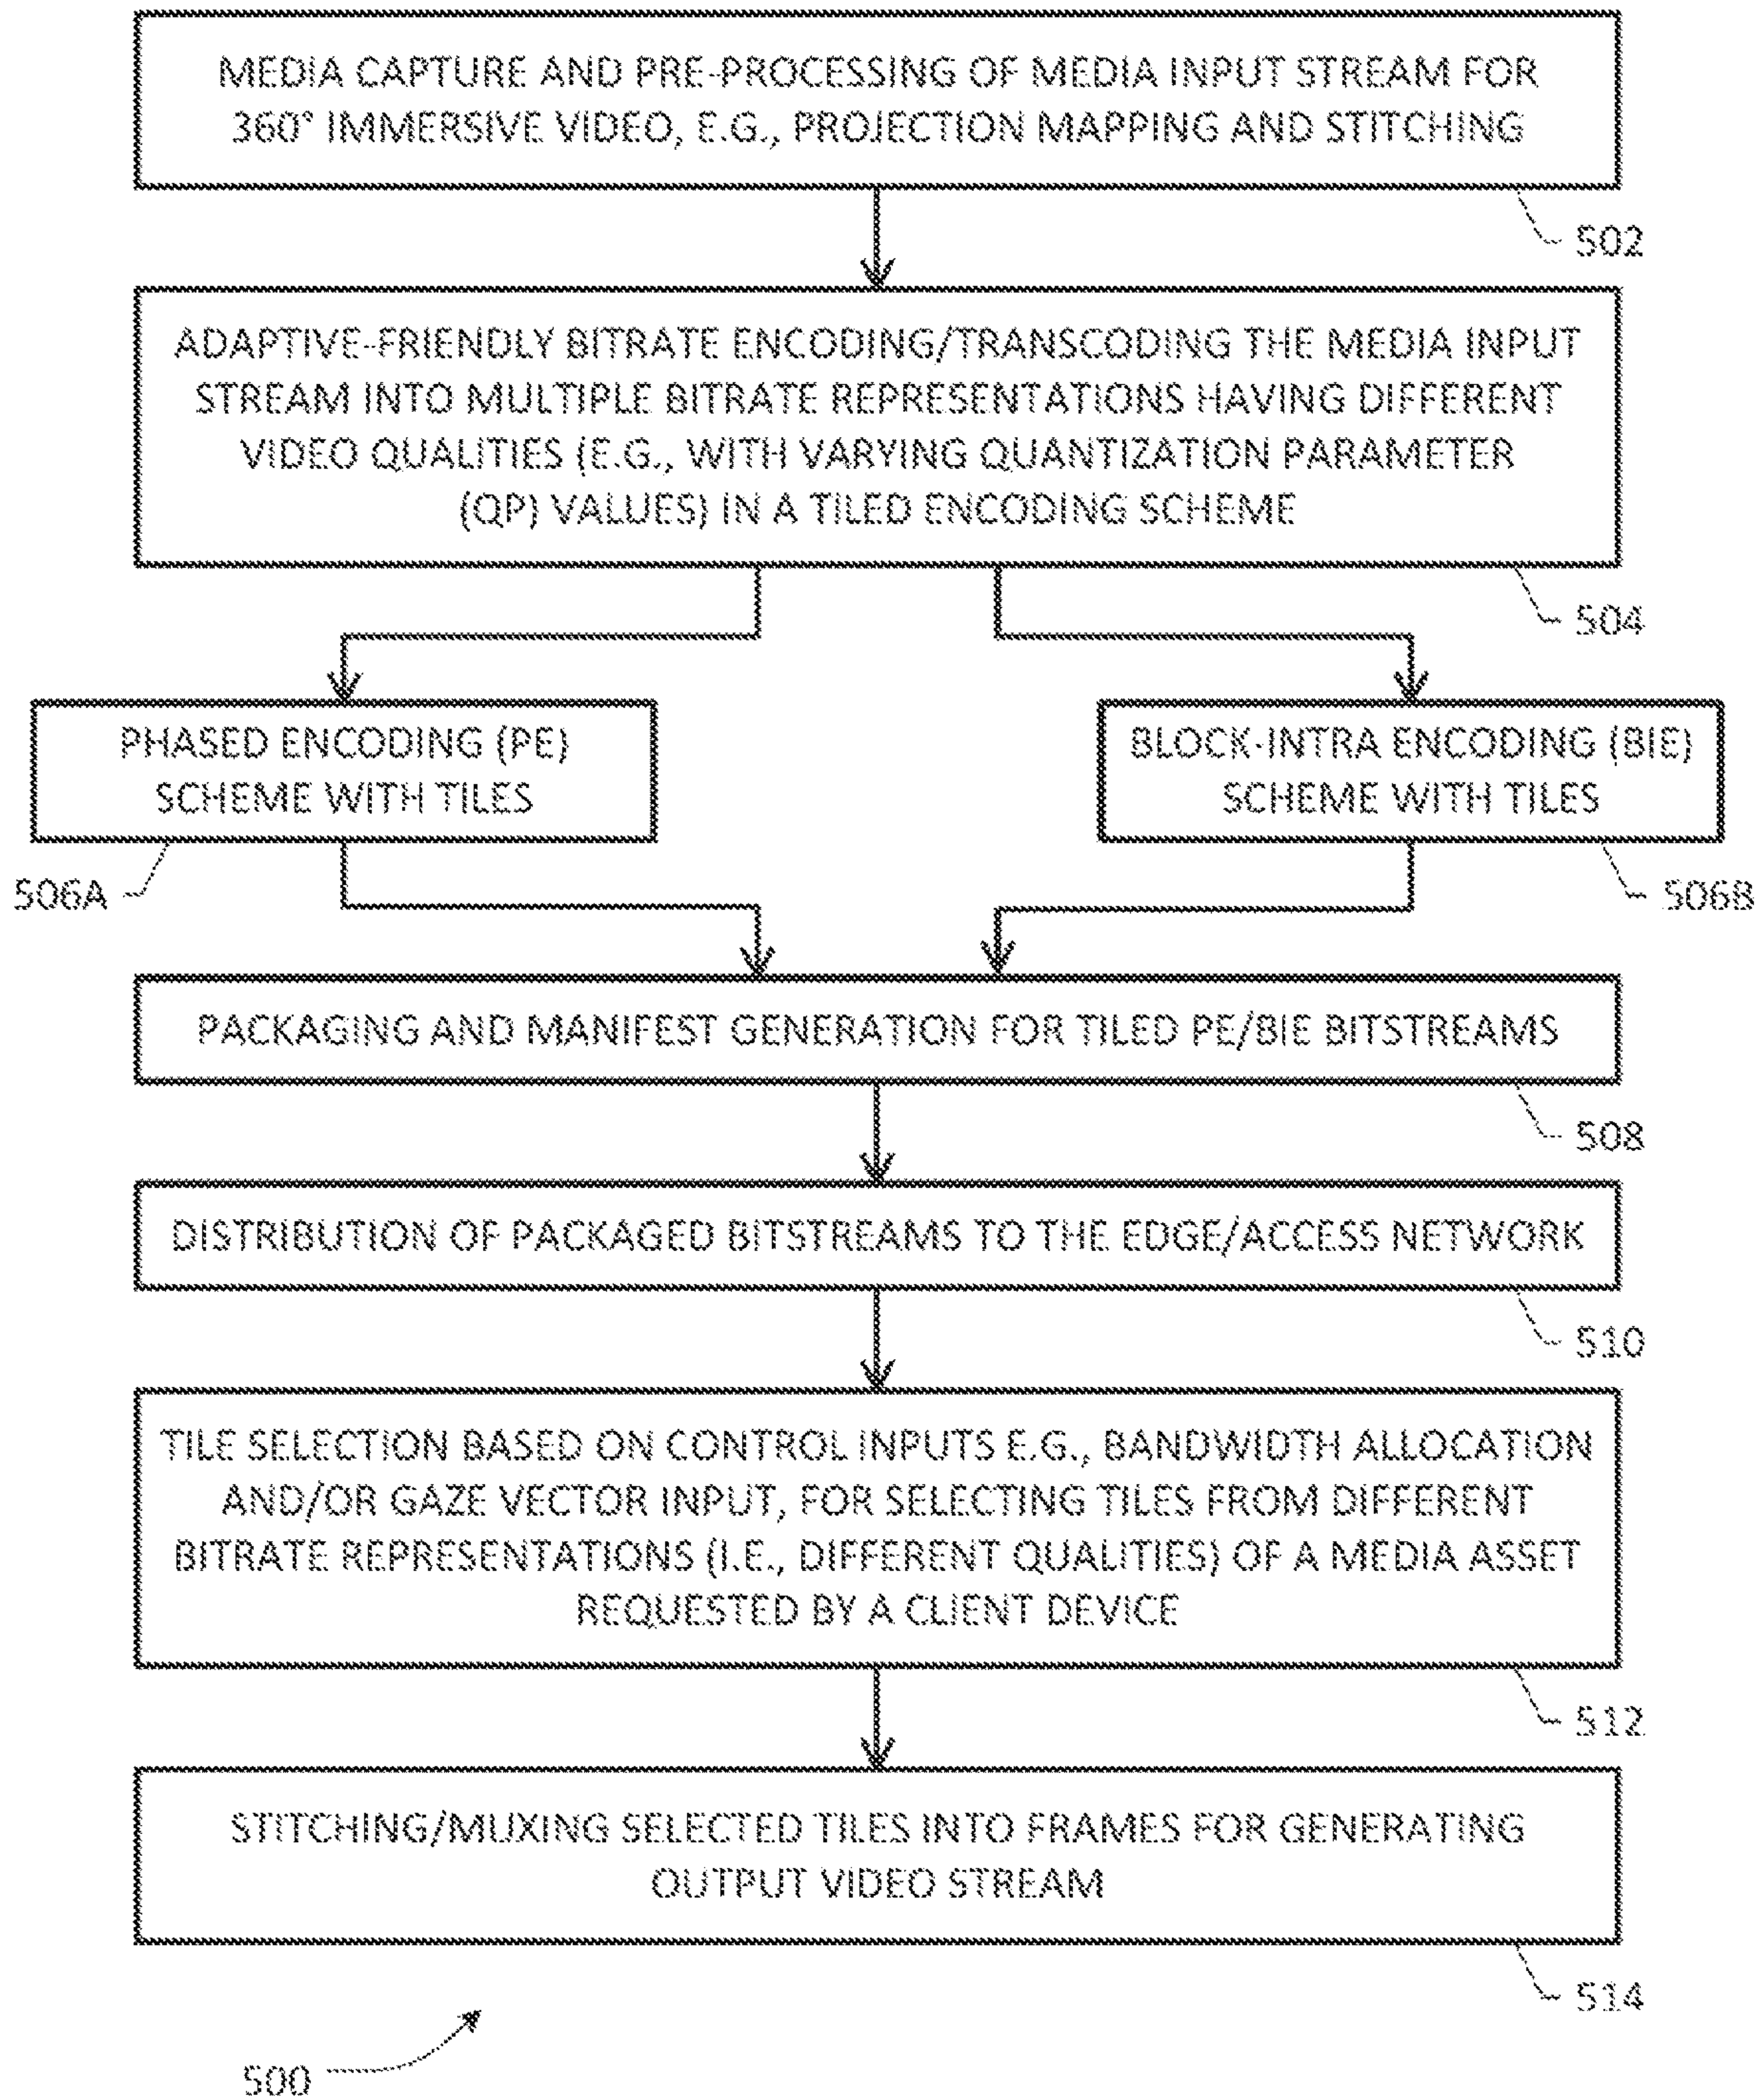 MEDIA CAPTURE AND PRE-PROCESSING OF MEDIA INPUT STREAM FOR
360° IMMERSIVE VIDEO, E.G., PROJECTION MAPPING AND STITCHING
502
ADAPTIVE-FRIENDLY BITRATE ENCODING/TRANSCODING THE MEDIA INPUT
STREAM INTO MULTIPLE BITRATE REPRESENTATIONS HAVING DIFFERENT
VIDEO QUALITIES (E.G., WITH VARYING QUANTIZATION PARAMETER
(QP) VALUES) IN A TILED ENCODING SCHEME
504
PHASED ENCODING (PE)
SCHEME WITH TILES
506A
BLOCK-INTRA ENCODING (BIE)
SCHEME WITH TILES
506B
PACKAGING AND MANIFEST GENERATION FOR TILED PE/BIE BITSTREAMS
508
DISTRIBUTION OF PACKAGED BITSTREAMS TO THE EDGE/ACCESS NETWORK
510
TILE SELECTION BASED ON CONTROL INPUTS E.G., BANDWIDTH ALLOCATION
AND/OR GAZE VECTOR INPUT, FOR SELECTING TILES FROM DIFFERENT
BITRATE REPRESENTATIONS (I.E., DIFFERENT QUALITIES) OF A MEDIA ASSET
REQUESTED BY A CLIENT DEVICE
512
STITCHING/MUXING SELECTED TILES INTO FRAMES FOR GENERATING
OUTPUT VIDEO STREAM
514
500